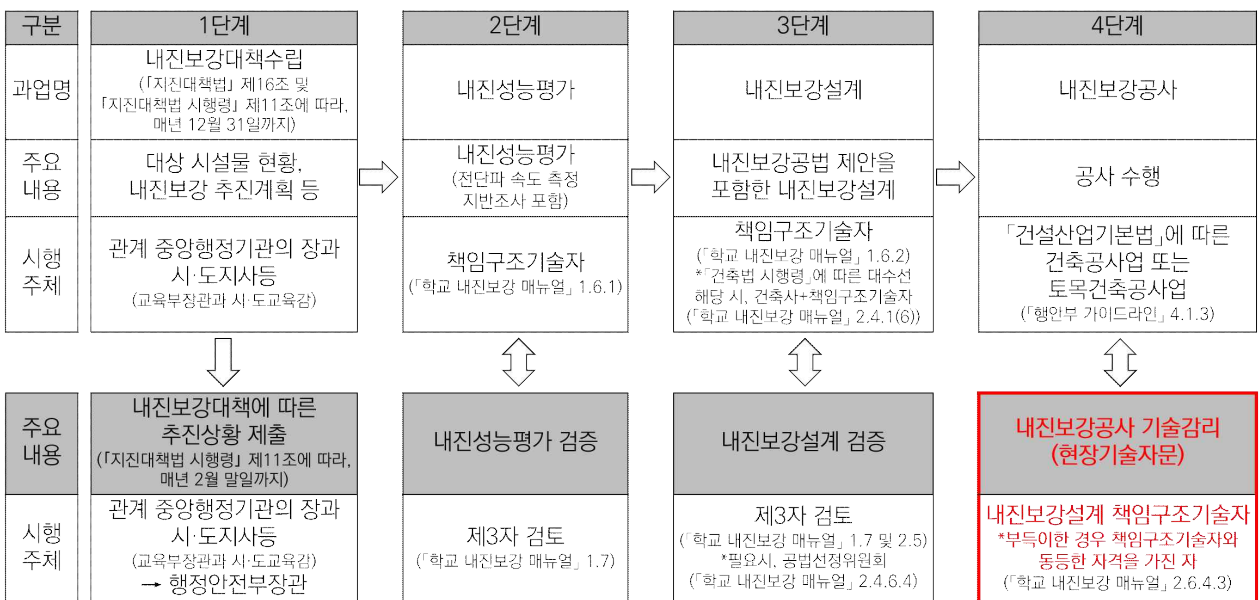 구분
1단계
2단계
3단계
4단계
과업명
내진보강대책수립
(「지진대책법」 제16조 및
「지진대책법 시행령」 제11조에 따라,
매년 12월 31일까지)
내진성능평가
내진보강설계
내진보강공사
주요
내용
대상 시설물 현황,
내진보강 추진계획 등
내진성능평가
(전단파 속도 측정
지반조사 포함)
내진보강공법 제안을
포함한 내진보강설계
공사 수행
시행
주체
관계 중앙행정기관의 장과
시·도지사등
(교육부장관과 시·도교육감)
책임구조기술자
(「학교 내진보강 매뉴얼」 1.6.1)
책임구조기술자
(「학교 내진보강 매뉴얼」 1.6.2)
*「건축법 시행령」에 따른 대수선
해당 시, 건축사+책임구조기술자
(「학교 내진보강 매뉴얼」 2.4.1(6))
「건설산업기본법」에 따른
건축공사업 또는
토목건축공사업
(「행안부 가이드라인」 4.1.3)
주요
내용
내진보강대책에 따른
추진상황 제출
(「지진대책법 시행령」 제11조에 따라,
매년 2월 말일까지)
내진성능평가 검증
내진보강설계 검증
내진보강공사 기술감리
(현장기술자문)
시행
주체
관계 중앙행정기관의 장과
시·도지사등
(교육부장관과 시·도교육감)
→ 행정안전부장관
제3자 검토
(「학교 내진보강 매뉴얼」 1.7)
제3자 검토
(「학교 내진보강 매뉴얼」 1.7 및 2.5)
*필요시, 공법선정위원회
(「학교 내진보강 매뉴얼」 2.4.6.4)
내진보강설계 책임구조기술자
*부득이한 경우 책임구조기술자와
동등한 자격을 가진 자
(「학교 내진보강 매뉴얼」 2.6.4.3)